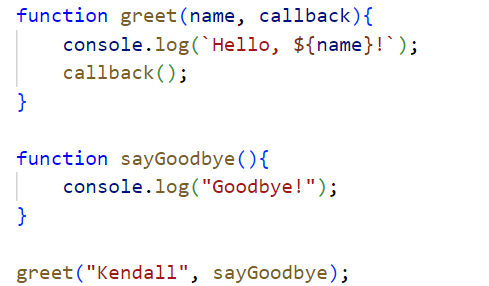 function greet(name, callback){
    console.log(`Hello, ${name}!`);
    callback();
}

function sayGoodbye(){
    console.log("Goodbye!");
}

greet("Kendall", sayGoodbye);